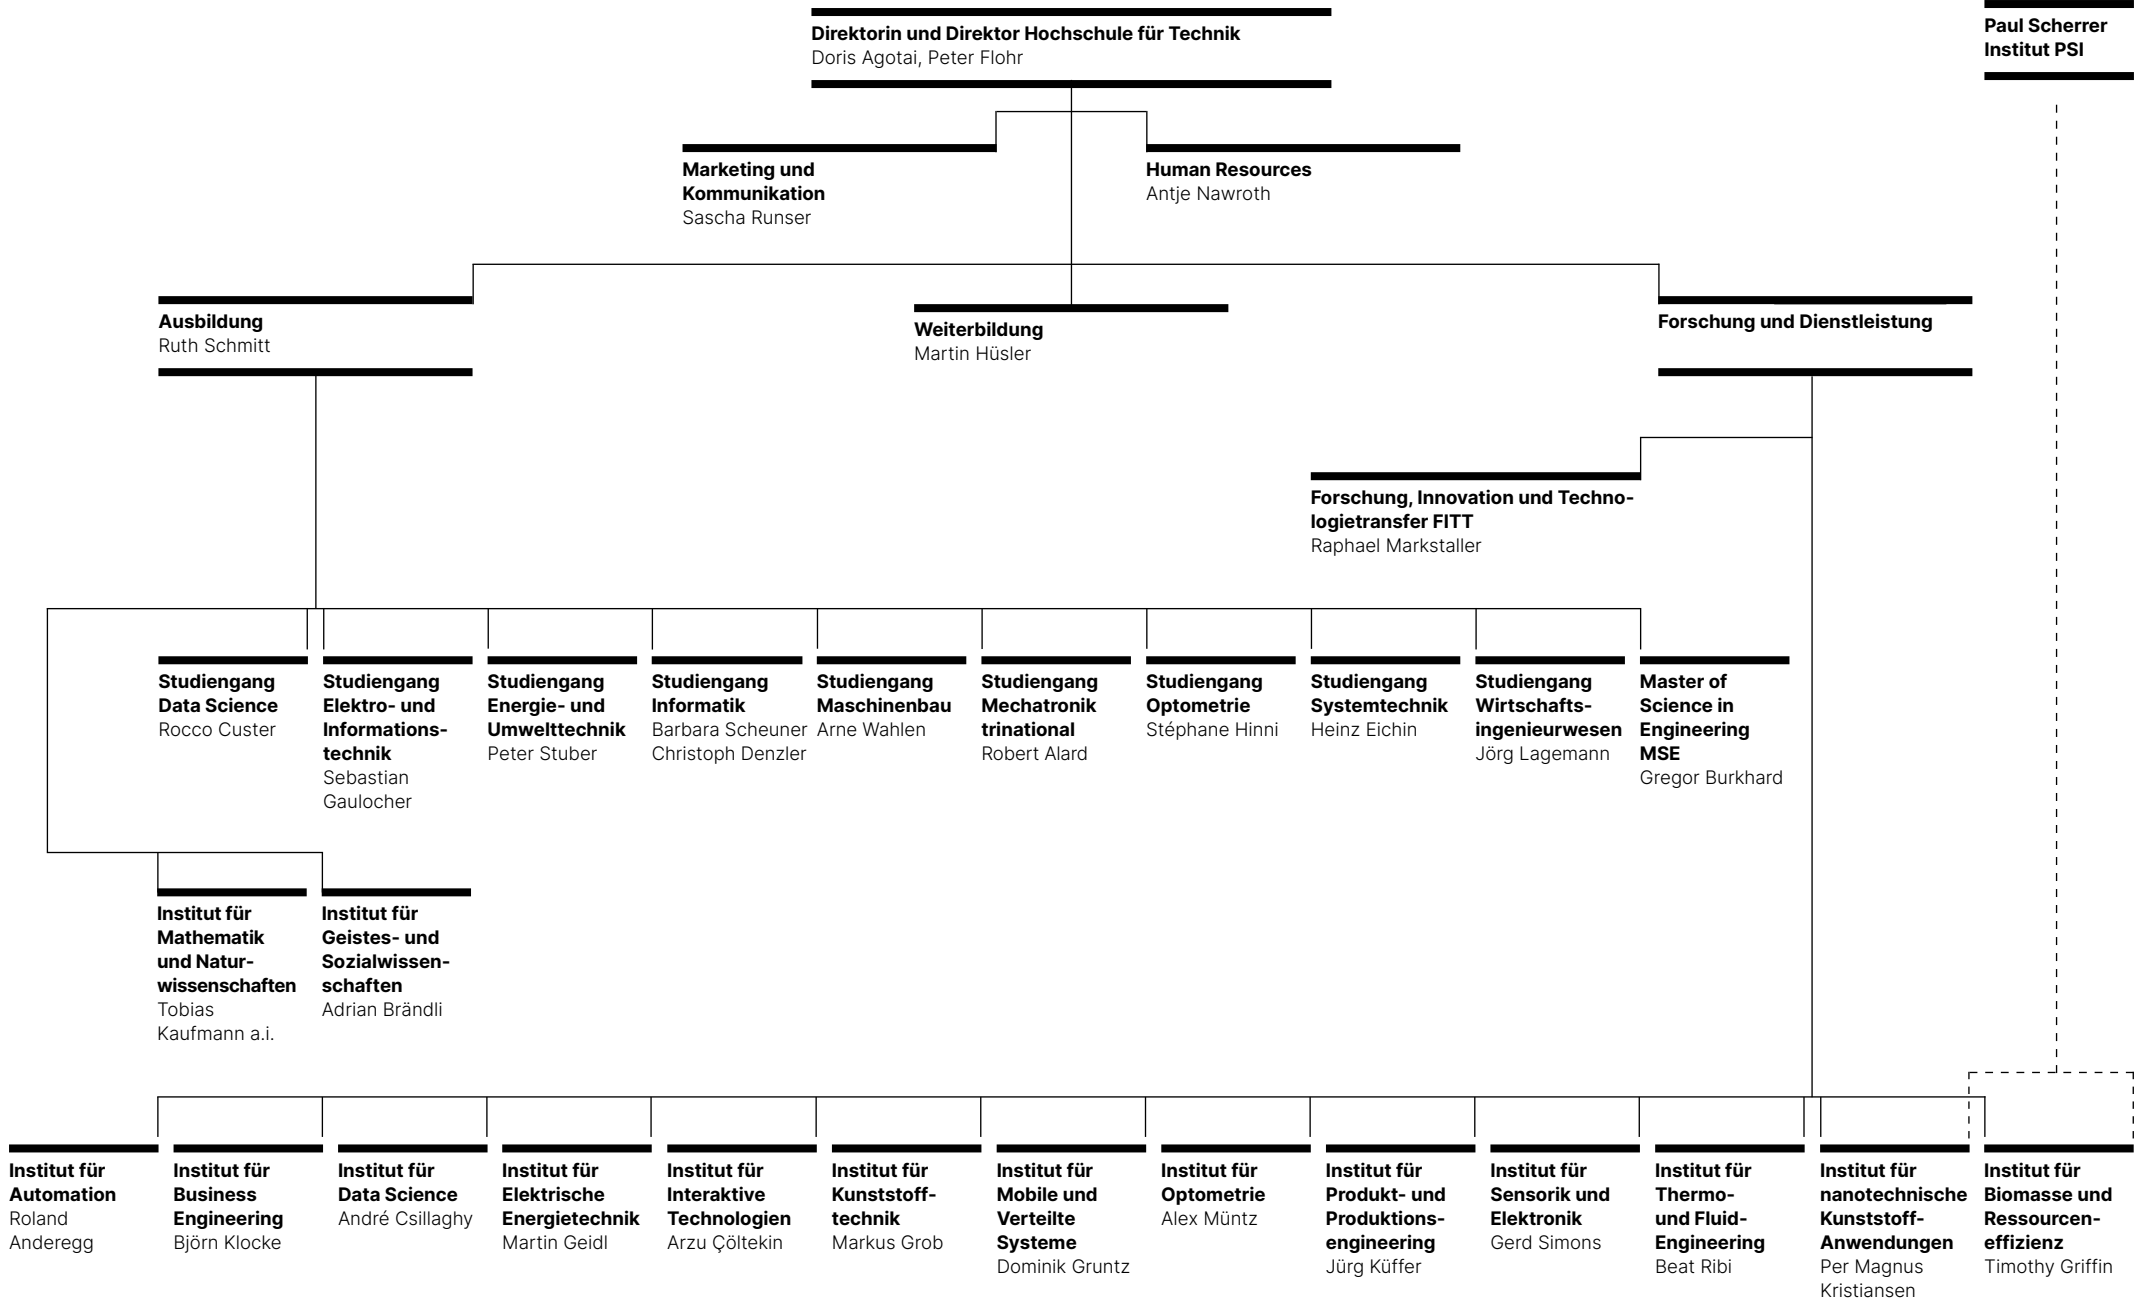 Direktorin und Direktor Hochschule für Technik
Doris Agotai, Peter Flohr
Paul Scherrer
Institut PSI
Marketing und
Kommunikation
Sascha Runser
Human Resources
Antje Nawroth
Ausbildung
Ruth Schmitt
Weiterbildung
Martin Hüsler
Forschung und Dienstleistung
Forschung, Innovation und Techno-
logietransfer FITT
Raphael Markstaller
Studiengang
Data Science
Rocco Custer
Studiengang
Elektro- und
Informations-
technik
Sebastian
Gaulocher
Studiengang
Energie- und
Umwelttechnik
Peter Stuber
Studiengang
Informatik
Barbara Scheuner
Christoph Denzler
Studiengang
Maschinenbau
Arne Wahlen
Studiengang
Mechatronik
trinational
Robert Alard
Studiengang
Optometrie
Stéphane Hinni
Studiengang
Systemtechnik
Heinz Eichin
Studiengang
Wirtschafts-
ingenieurwesen
Jörg Lagemann
Master of
Science in
Engineering
MSE
Gregor Burkhard
Institut für
Mathematik
und Natur-
wissenschaften
Tobias
Kaufmann a.i.
Institut für
Geistes- und
Sozialwissen-
schaften
Adrian Brändli
Institut für
Automation
Roland
Anderegg
Institut für
Business
Engineering
Björn Klocke
Institut für
Data Science
André Csillaghy
Institut für
Elektrische
Energietechnik
Martin Geidl
Institut für
Interaktive
Technologien
Arzu Çöltekin
Institut für
Kunststoff-
technik
Markus Grob
Institut für
Mobile und
Verteilte
Systeme
Dominik Gruntz
Institut für
Optometrie
Alex Müntz
Institut für
Produkt- und
Produktions-
engineering
Jürg Küffer
Institut für
Sensorik und
Elektronik
Gerd Simons
Institut für
Thermo-
und Fluid-
Engineering
Beat Ribi
Institut für
nanotechnische
Kunststoff-
Anwendungen
Per Magnus
Kristiansen
Institut für
Biomasse und
Ressourcen-
effizienz
Timothy Griffin